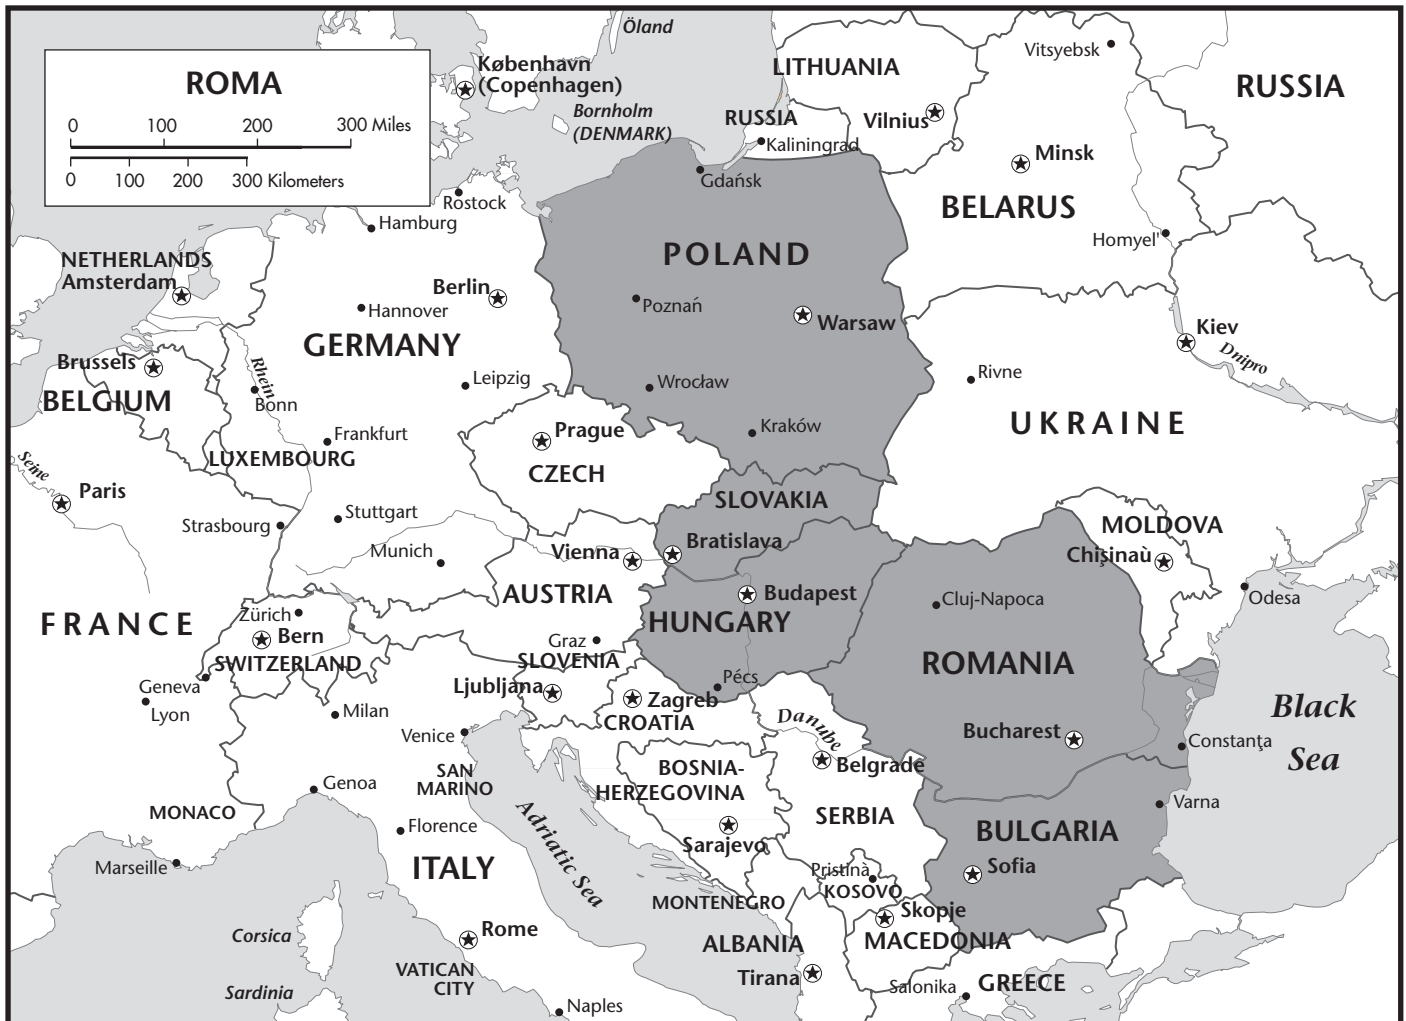 ROMA
0 100 200 300 Miles
0 100 200 300 Kilometers
Öland
København
(Copenhagen)
Bornholm
(DENMARK)
LITHUANIA
Vilnius
RUSSIA
Kaliningrad
Vitsyebsk
RUSSIA
Minsk
BELARUS
Homyel'
Gdańsk
Rostock
Hamburg
NETHERLANDS
Amsterdam
Berlin
Hannover
GERMANY
POLAND
Poznań
Warsaw
Wrocław
Kraków
Kiev
Dnipro
Rivne
UKRAINE
Brussels
BELGIUM
Rhein
Bonn
Leipzig
Frankfurt
LUXEMBOURG
Prague
CZECH
Seine
Paris
Strasbourg
Stuttgart
Munich
SLOVAKIA
Bratislava
Vienna
AUSTRIA
Graz
Budapest
HUNGARY
Pécs
MOLDOVA
Chişinaù
Odesa
Cluj-Napoca
ROMANIA
Bucharest
Constanţa
Black
Sea
FRANCE
Zürich
Bern
SWITZERLAND
Geneva
Lyon
Milan
SLOVENIA
Ljubljana
Zagreb
CROATIA
Venice
Genoa
SAN
MARINO
MONACO
Marseille
Florence
ITALY
Adriatic Sea
BOSNIA-
HERZEGOVINA
Sarajevo
Danube
Belgrade
SERBIA
Pristinà
KOSOVO
MONTENEGRO
BULGARIA
Varna
Sofia
Skopje
MACEDONIA
ALBANIA
Tirana
Salonika
GREECE
Corsica
Sardinia
Rome
VATICAN
CITY
Naples